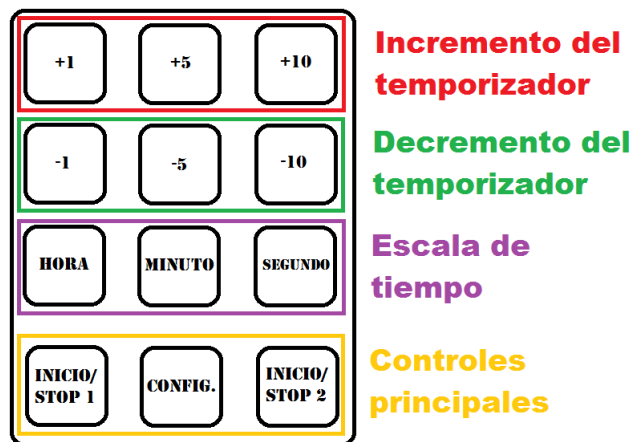 +1 +5 +10
Incremento del
temporizador
-1 -5 -10
Decremento del
temporizador
HORA MINUTO SEGUNDO
Escala de
tiempo
INICIO/
STOP 1
CONFIG.
INICIO/
STOP 2
Controles
principales